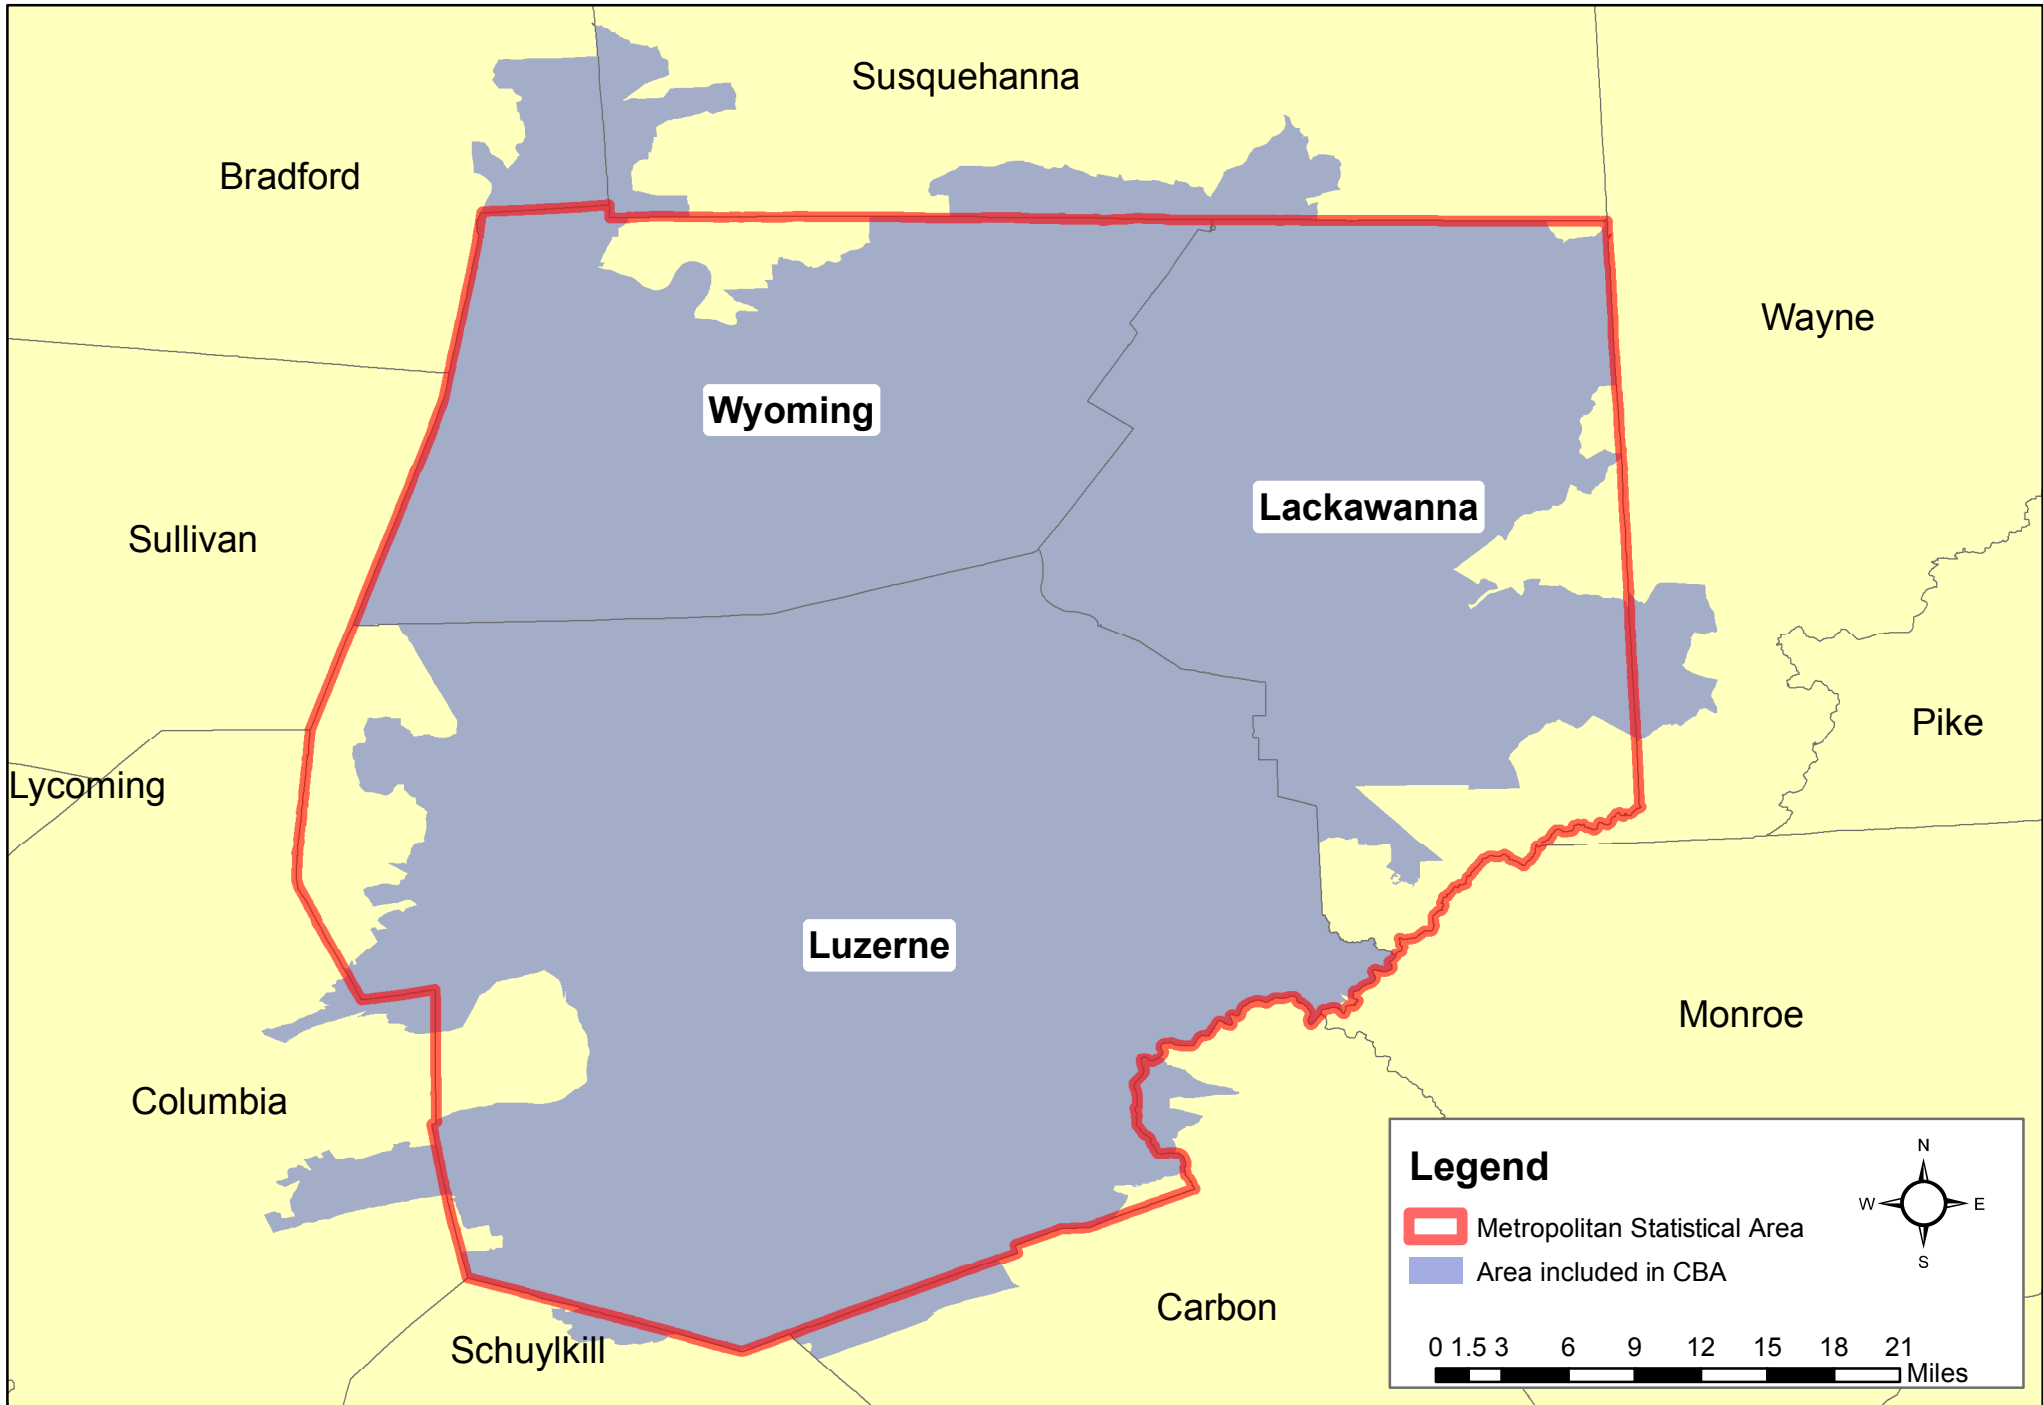 Susquehanna
Bradford
Wayne
Wyoming
Lackawanna
Sullivan
Pike
Lycoming
Luzerne
Monroe
Columbia
Carbon
Schuylkill
Legend
N
W E
S
Metropolitan Statistical Area
Area included in CBA
0 1.5 3 6 9 12 15 18 21
Miles